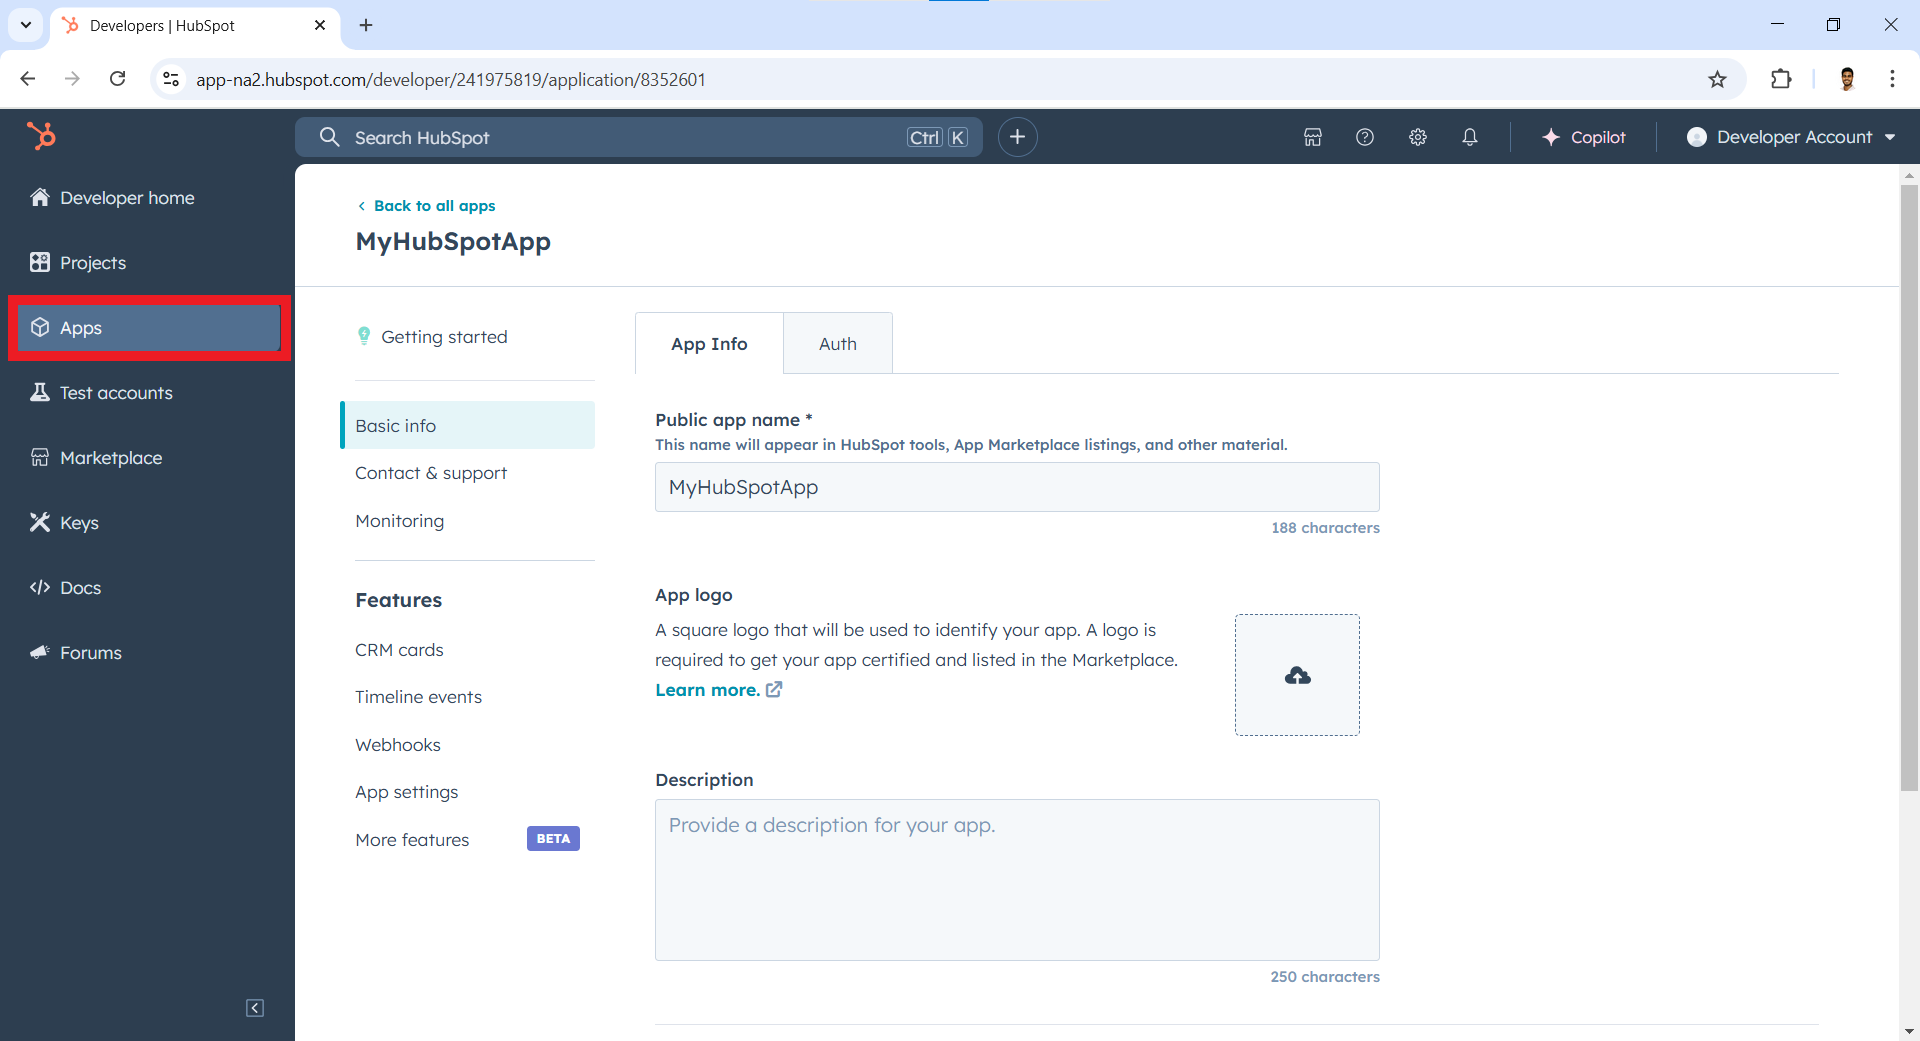 Developers | HubSpot
app-na2.hubspot.com/developer/241975819/application/8352601
Search HubSpot
Ctrl K
Copilot
Developer Account
Developer home
Projects
Apps
Test accounts
Marketplace
Keys
Docs
Forums
Back to all apps
MyHubSpotApp
Getting started
Basic info
Contact & support
Monitoring
Features
CRM cards
Timeline events
Webhooks
App settings
More features BETA
App Info
Auth
Public app name *
This name will appear in HubSpot tools, App Marketplace listings, and other material.
MyHubSpotApp
188 characters
App logo
A square logo that will be used to identify your app. A logo is
required to get your app certified and listed in the Marketplace.
Learn more.
Description
Provide a description for your app.
250 characters